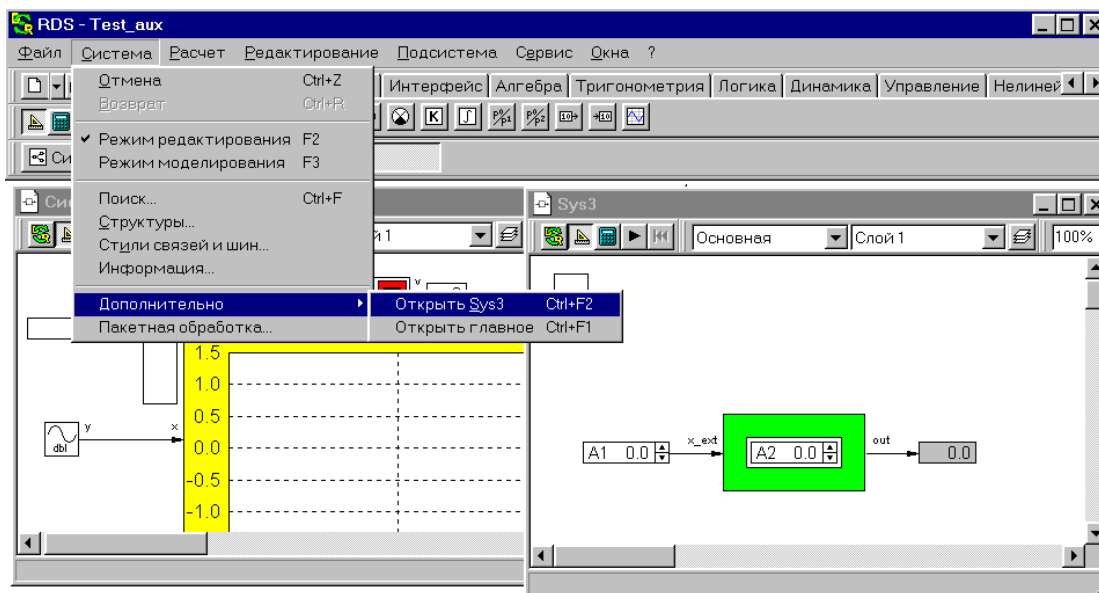 RDS - Test_aux
Файл Система Расчет Редактирование Подсистема Сервис Окна ?
Интерфейс Алгебра Тригонометрия Логика Динамика Управление Нелиней
Отмена Ctrl+Z
Возврат Ctrl+R
Режим редактирования F2
Режим моделирования F3
Поиск... Ctrl+F
Структуры...
Стили связей и шин...
Информация...
Дополнительно
Пакетная обработка...
Открыть Sys3 Ctrl+F2
Открыть главное Ctrl+F1
K
Си
Си
Sys3
Основная Слой 1 100%
1.5
1.0
0.5
0.0
-0.5
-1.0
dbl
y x
A1 0.0 x_ext A2 0.0 out 0.0